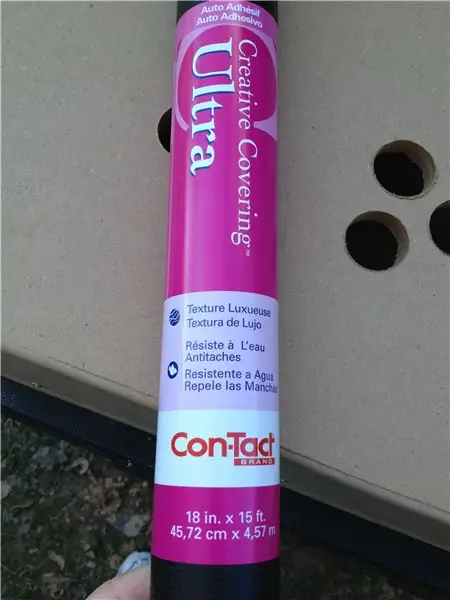 Auto Adhésif
Auto Adhesivo
Creative Covering™
Ultra
Texture Luxueuse
Textura de Lujo
Résiste à L'eau
Antitaches
Resistente a Agua
Repele las Manchas
Con-Tact
BRAND
18 in. x 15 ft.
45,72 cm x 4,57 m